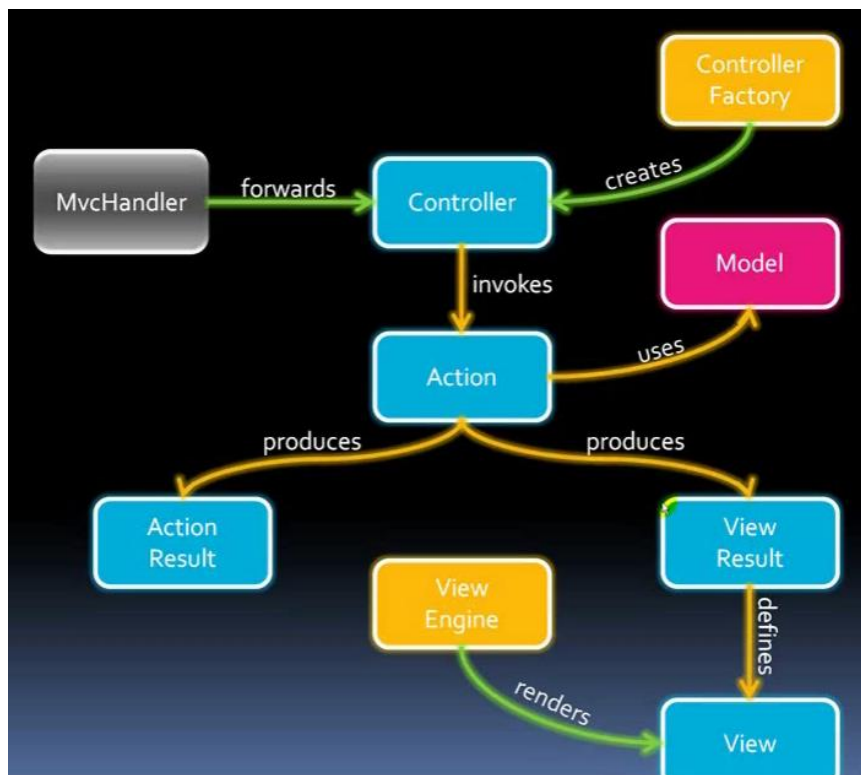 Controller
Factory
creates
MvcHandler
forwards
Controller
Model
invokes
uses
Action
produces
produces
Action
Result
View
Result
View
Engine
defines
renders
View